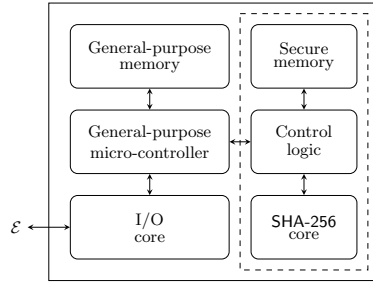 General-purpose
memory
Secure
memory
General-purpose
micro-controller
Control
logic
ℰ
I/O
core
SHA-256
core